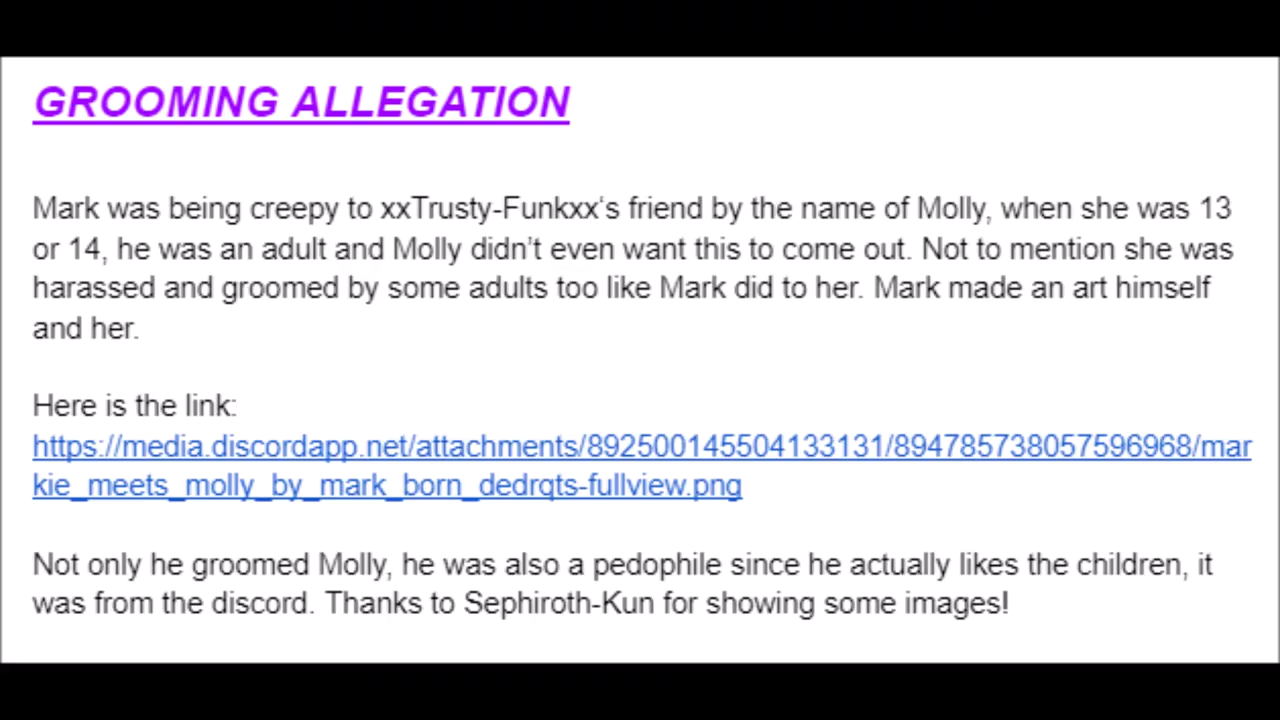 GROOMING ALLEGATION
Mark was being creepy to xxTrusty-Funkxx‘s friend by the name of Molly, when she was 13
or 14, he was an adult and Molly didn’t even want this to come out. Not to mention she was
harassed and groomed by some adults too like Mark did to her. Mark made an art himself
and her.
Here is the link:
https://media.discordapp.net/attachments/892500145504133131/894785738057596968/mar
kie_meets_molly_by_mark_born_dedrqts-fullview.png
Not only he groomed Molly, he was also a pedophile since he actually likes the children, it
was from the discord. Thanks to Sephiroth-Kun for showing some images!